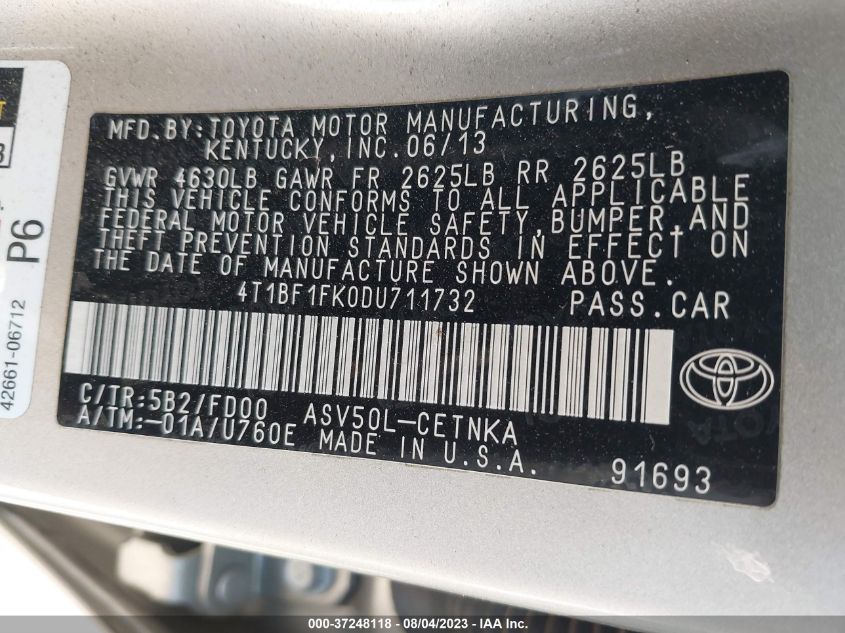 MFD.BY:TOYOTA MOTOR MANUFACTURING,
KENTUCKY,INC.06/13
GVWR 4630LB GAWR FR 2625LB RR 2625LB
THIS VEHICLE CONFORMS TO ALL APPLICABLE
FEDERAL MOTOR VEHICLE SAFETY,BUMPER,AND
THEFT PREVENTION STANDARDS IN EFFECT ON
THE DATE OF MANUFACTURE SHOWN ABOVE.
4T1BF1FK0DU711732 PASS.CAR
C/TR:5B2/FD00 ASV50L-CETNKA
A/TM:-01A/U760E MADE IN U.S.A.
91693
P6
42661-06712
000-37248118 - 08/04/2023 - IAA Inc.